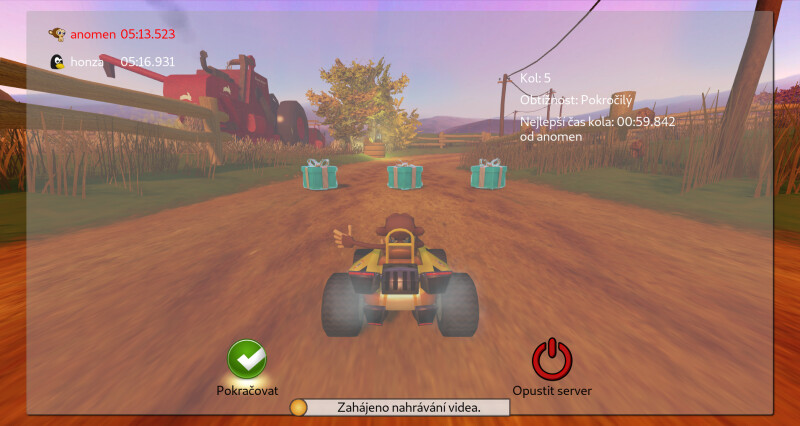 anomen 05:13.523
honza 05:16.931
Kol: 5
Obtížnost: Pokročilý
Nejlepší čas kola: 00:59.842
od anomen
Pokračovat
Opustit server
Zahájeno nahrávání videa.